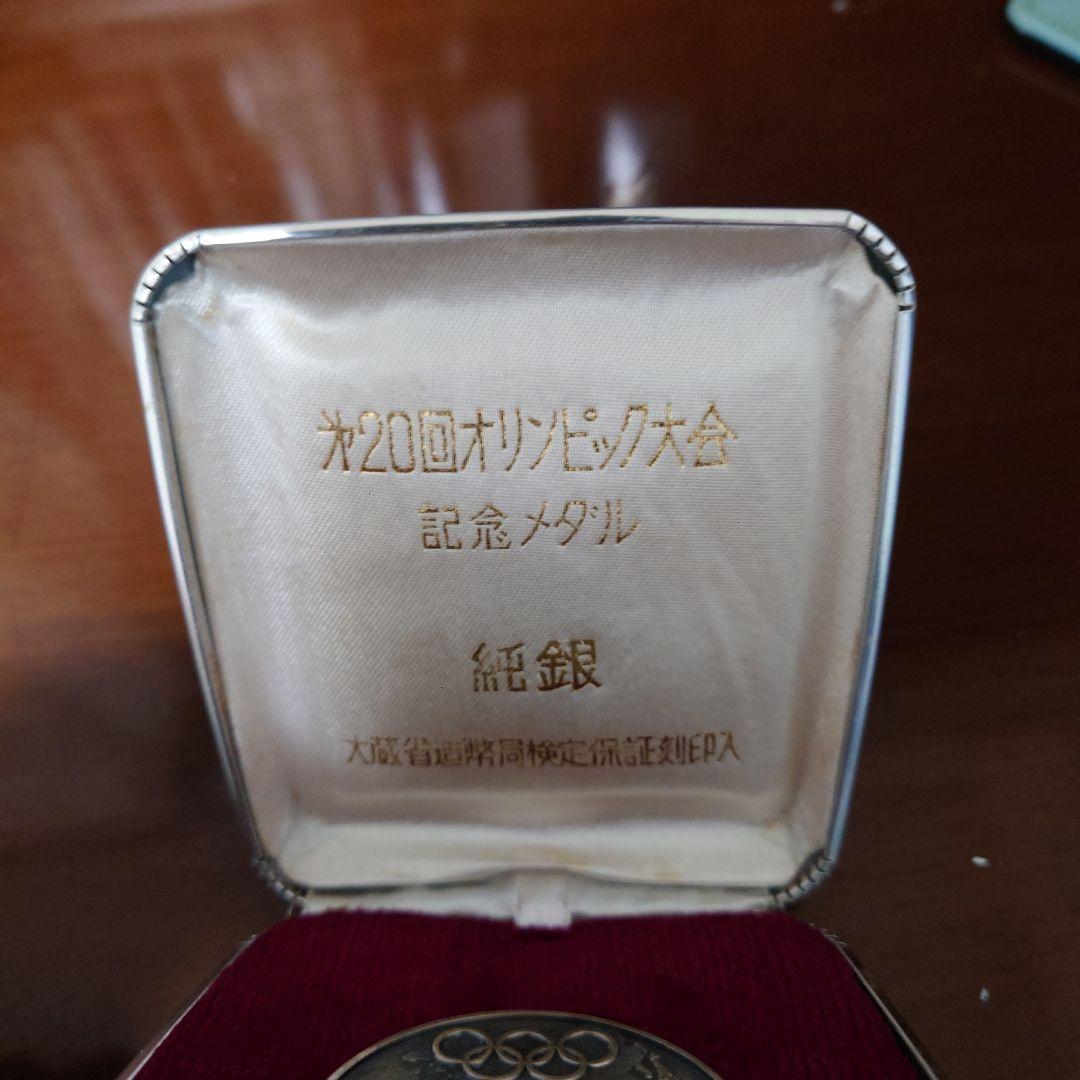 第20回オリンピック大会
記念メダル
純銀
大蔵省造幣局検定保証刻印入